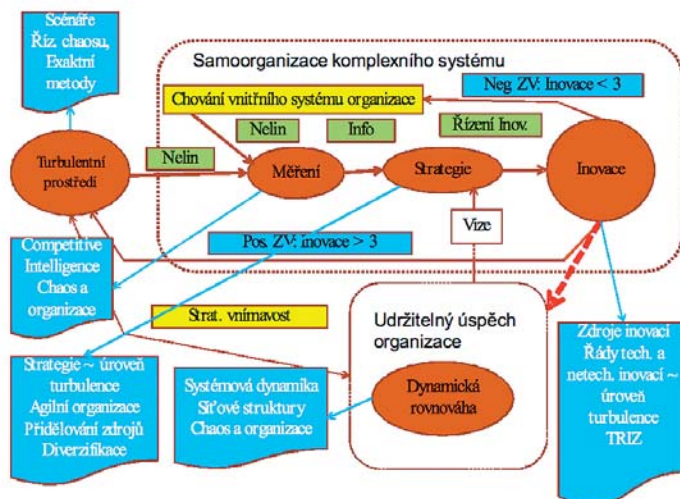 Scénáře
Říz. chaosu,
Exaktní
metody
Samoorganizace komplexního systému
Neg. ZV: Inovace < 3
Chování vnitřního systému organizace
Nelin
Info
Řízení Inov.
Nelin
Turbulentní
prostředí
Měření
Strategie
Inovace
Vize
Pos. ZV: inovace > 3
Competitive
Intelligence
Chaos a
organizace
Strat. vnímavost
Udržitelný úspěch
organizace
Strategie ~ úroveň
turbulence
Agilní organizace
Přidělování zdrojů
Diverzifikace
Systémová dynamika
Síťové struktury
Chaos a organizace
Dynamická
rovnováha
Zdroje inovací
Řády tech. a
netech. inovací ~
úroveň
turbulence
TRIZ